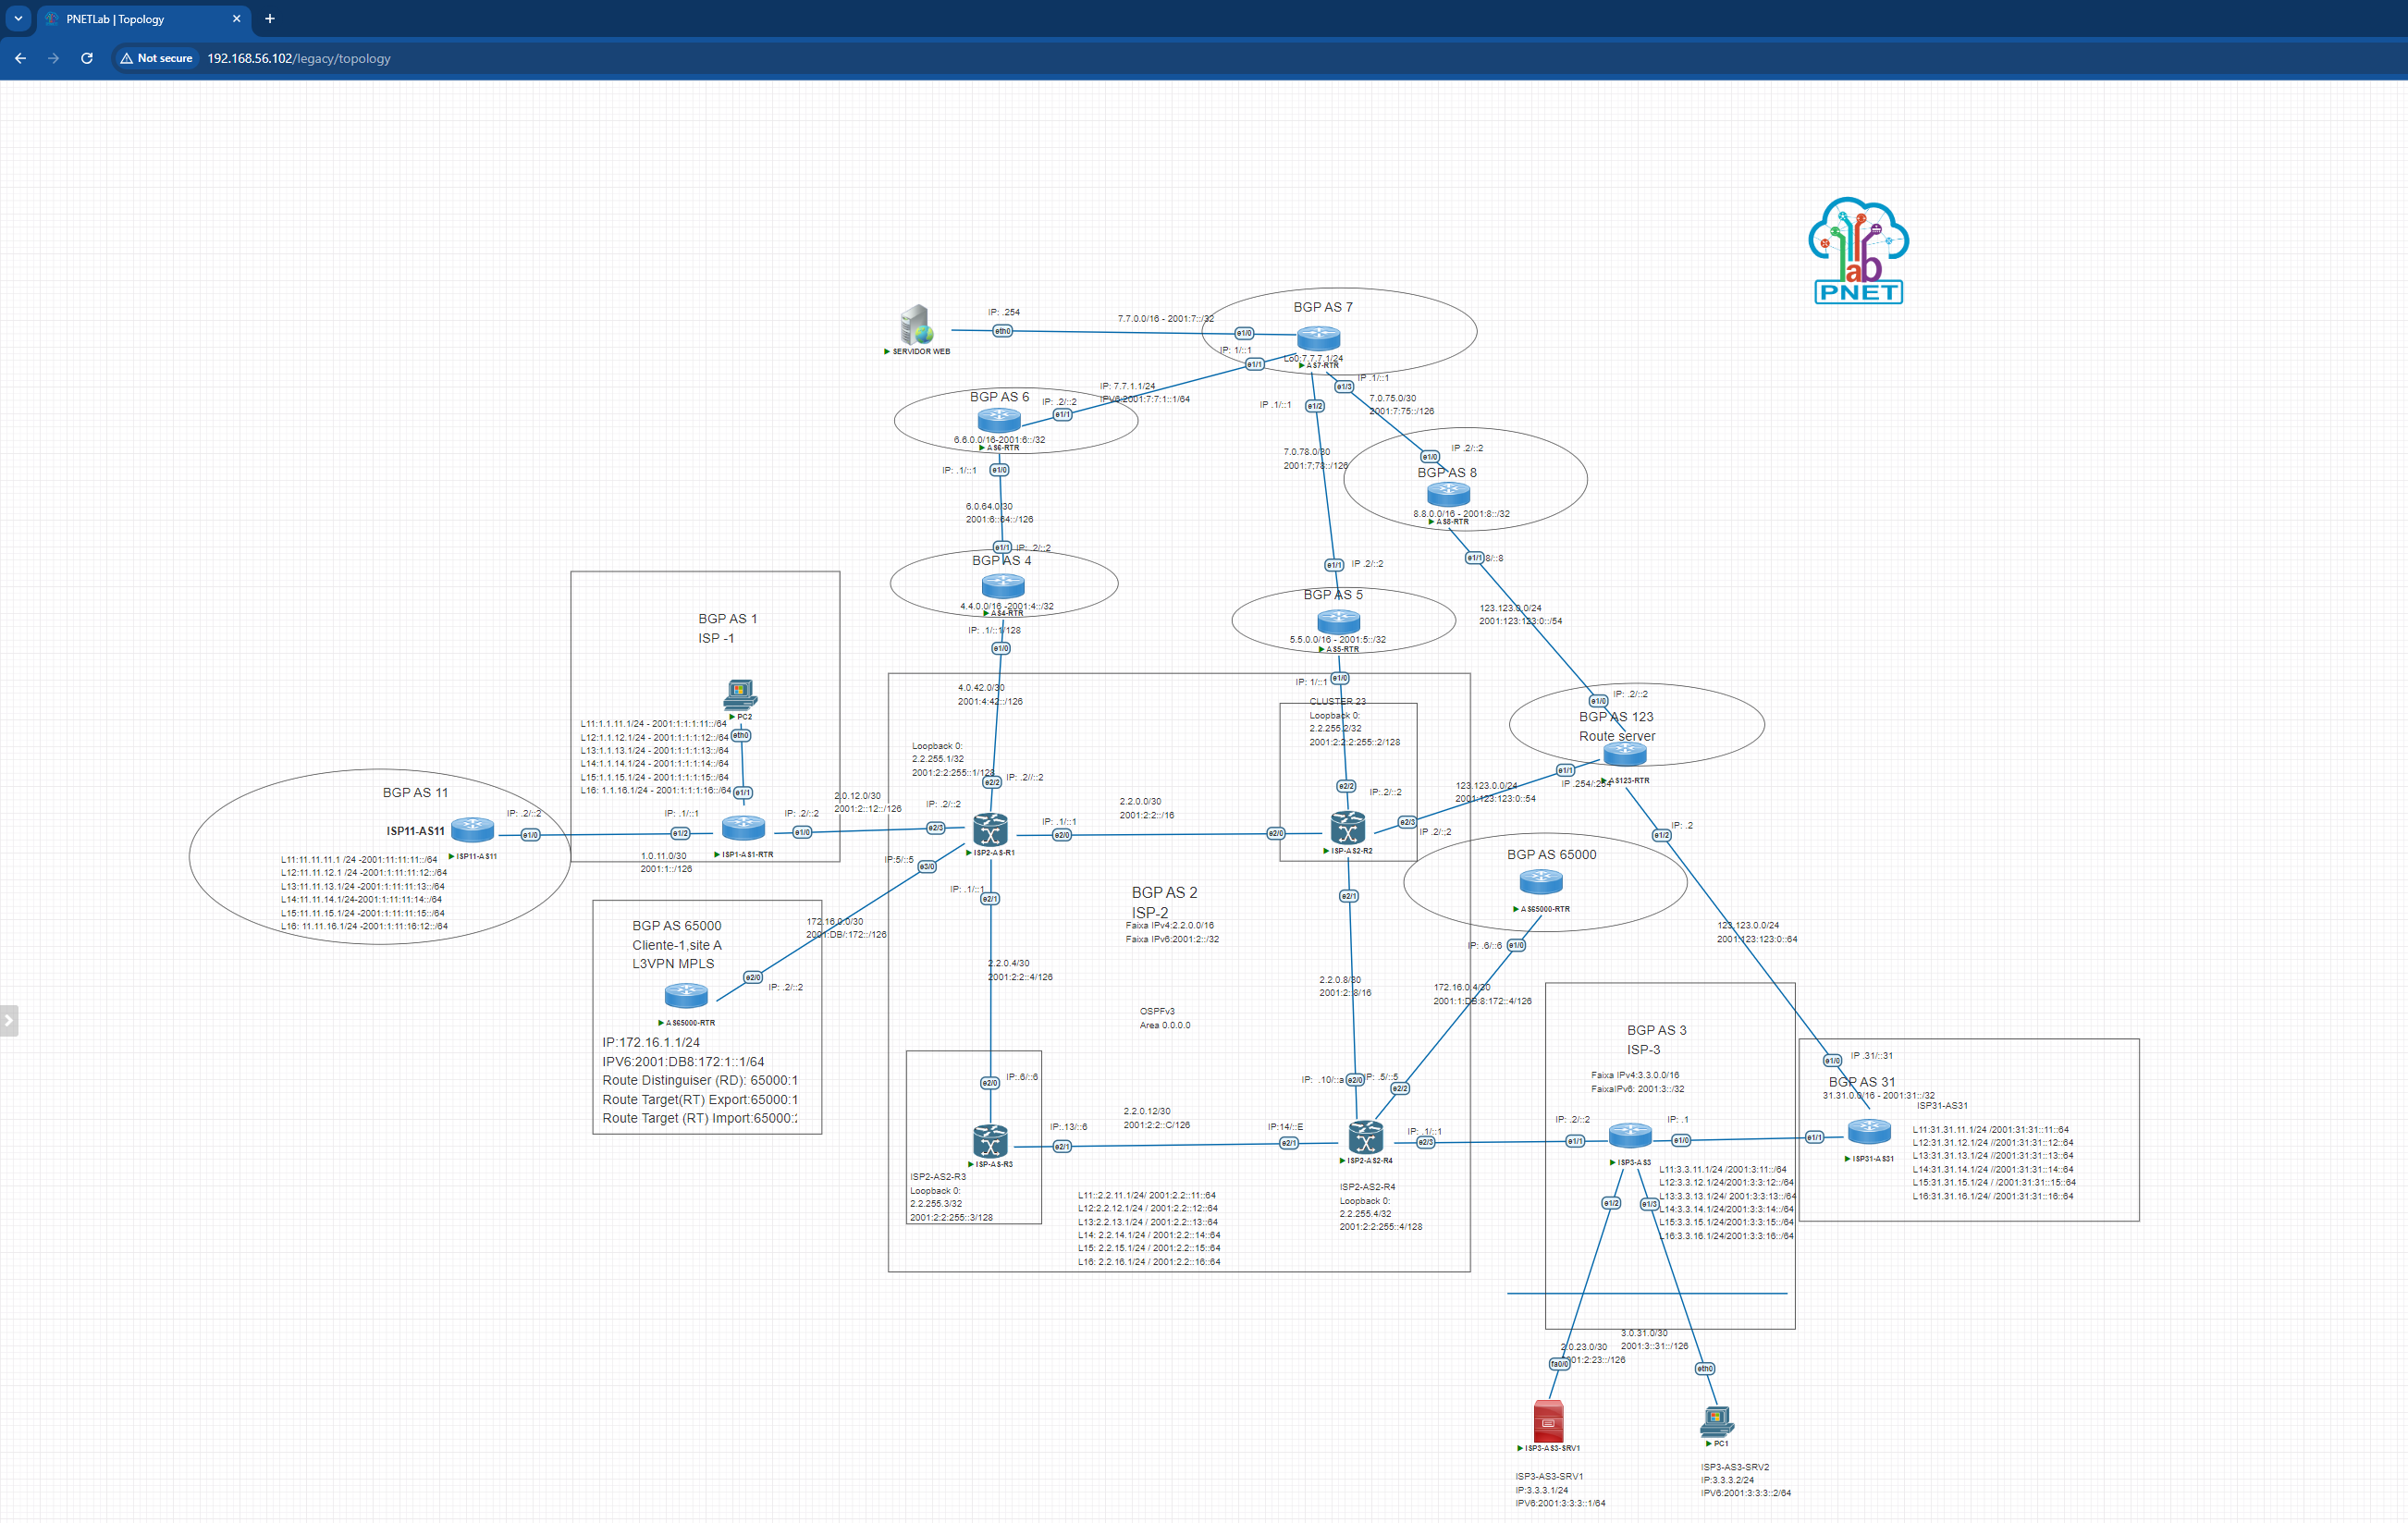 PNETLab | Topology
Not secure
192.168.56.102/legacy/topology
lab
PNET
BGP AS 7
IP: .254
7.7.0.0/16 - 2001:7::/32
eth0
e1/0
SERVIDOR WEB
IP: 1/::1
Lo0:7.7.7.1/24
AS7-RTR
e1/1
IP .1/::1
e1/3
IP: 7.7.1.1/24
IPV6:2001:7:7:1::1/64
BGP AS 6
IP: .2/::2
e1/1
IP .1/::1
e1/2
7.0.75.0/30
2001:7:75::/126
6.6.0.0/16-2001:6::/32
AS6-RTR
IP: .1/::1
e1/0
7.0.78.0/30
2001:7;78::/126
IP .2/::2
e1/0
BGP AS 8
8.8.0.0/16 - 2001:8::/32
AS8-RTR
6.0.64.0/30
2001:6::64::/126
e1/1
IP: .2/::2
BGP AS 4
4.4.0.0/16 -2001:4::/32
AS4-RTR
IP: .1/::1/128
e1/0
e1/1
8/::8
e1/1
IP .2/::2
BGP AS 5
5.5.0.0/16 - 2001:5::/32
AS5-RTR
123.123.0.0/24
2001:123:123:0::/54
BGP AS 1
ISP -1
PC2
eth0
L11:1.1.11.1/24 - 2001:1:1:1:11::/64
L12:1.1.12.1/24 - 2001:1:1:1:12::/64
L13:1.1.13.1/24 - 2001:1:1:1:13::/64
L14:1.1.14.1/24 - 2001:1:1:1:14::/64
L15:1.1.15.1/24 - 2001:1:1:1:15::/64
L16: 1.1.16.1/24 - 2001:1:1:1:16::/64
e1/1
4.0.42.0/30
2001:4:42::/126
IP: 1/::1
e1/0
CLUSTER 23
Loopback 0:
2.2.255.2/32
2001:2:2:2:255::2/128
e1/0
IP: .2/::2
BGP AS 123
Route server
AS123-RTR
e1/1
IP .254/:254
Loopback 0:
2.2.255.1/32
2001:2:2:255::1/128
e2/2
IP: .2//::2
e2/2
IP:.2/::2
123.123.0.0/24
2001:123:123:0::54
BGP AS 11
ISP11-AS11
ISP11-AS11
IP: .2/::2
e1/0
L11:11.11.11.1 /24 -2001:11:11:11::/64
L12:11.11.12.1 /24 -2001:1:11:11:12::/64
L13:11.11.13.1/24 -2001:1:11:11:13::/64
L14:11.11.14.1/24-2001:1:11:11:14::/64
L15:11.11.15.1/24 -2001:1:11:11:15::/64
L16: 11.11.16.1/24 -2001:1:11:16:12::/64
IP: .1/::1
e1/2
1.0.11.0/30
2001:1::/126
ISP1-AS1-RTR
IP: .2/::2
e1/0
2.0.12.0/30
2001:2::12::/126
IP: .2/::2
e2/3
ISP2-AS-R1
IP: .1/::1
e2/0
2.2.0.0/30
2001:2:2::/16
e2/0
ISP-AS2-R2
e2/3
IP .2/:;2
IP: .2
e1/2
IP:5/::5
e3/0
IP: .1/::1
e2/1
BGP AS 2
ISP-2
Faixa IPv4:2.2.0.0/16
Faixa IPv6:2001:2::/32
e2/1
BGP AS 65000
AS65000-RTR
IP: .6/::6
e1/0
123.123.0.0/24
2001:123:123:0::64
BGP AS 65000
Cliente-1,site A
L3VPN MPLS
172.16.0.0/30
2001:DB/:172::/126
e2/0
IP: .2/::2
AS65000-RTR
IP:172.16.1.1/24
IPV6:2001:DB8:172:1::1/64
Route Distinguiser (RD): 65000:1
Route Target(RT) Export:65000:1
Route Target (RT) Import:65000:
2.2.0.4/30
2001:2:2::4/126
OSPFv3
Area 0.0.0.0
2.2.0.8/30
2001:2::8/16
172.16.0.4/30
2001:1:DB:8:172::4/126
e2/0
IP:.6/::6
IP: .10/::a
e2/0
IP: .5/::5
e2/2
2.2.0.12/30
2001:2:2::C/126
IP:.13/::6
e2/1
IP:14/::E
e2/1
IP: .1/::1
e2/3
ISP-AS-R3
ISP2-AS2-R3
Loopback 0:
2.2.255.3/32
2001:2:2:255::3/128
ISP2-AS2-R4
ISP2-AS2-R4
Loopback 0:
2.2.255.4/32
2001:2:2:255::4/128
L11::2.2.11.1/24/ 2001:2.2::11::64
L12:2.2.12.1/24 / 2001:2.2::12::64
L13:2.2.13.1/24 / 2001:2.2::13::64
L14: 2.2.14.1/24 / 2001:2.2::14::64
L15: 2.2.15.1/24 / 2001:2.2::15::64
L16: 2.2.16.1/24 / 2001:2.2::16::64
BGP AS 3
ISP-3
Faixa IPv4:3.3.0.0/16
FaixaIPv6: 2001:3::/32
IP: .2/::2
e1/1
IP: .1
e1/0
ISP3-AS3
L11:3.3.11.1/24 /2001:3:11::/64
L12:3.3.12.1/24/2001:3:3:12::/64
L13:3.3.13.1/24/ 2001:3:3:13::/64
L14:3.3.14.1/24/2001:3:3:14::/64
L15:3.3.15.1/24/2001:3:3:15::/64
L16:3.3.16.1/24/2001:3:3:16::/64
e1/2
e1/3
e1/0
IP .31/::31
BGP AS 31
31.31.0.0/16 - 2001:31::/32
ISP31-AS31
e1/1
ISP31-AS31
L11:31.31.11.1/24 /2001:31:31::11::64
L12:31.31.12.1/24 //2001:31:31::12::64
L13:31.31.13.1/24 //2001:31:31::13::64
L14:31.31.14.1/24 //2001:31:31::14::64
L15:31.31.15.1/24 / /2001:31:31::15::64
L16:31.31.16.1/24/ /2001:31:31::16::64
2.0.23.0/30
01:2:23::/126
fa0/0
3.0.31.0/30
2001:3::31::/126
eth0
ISP3-AS3-SRV1
PC1
ISP3-AS3-SRV1
IP:3.3.3.1/24
IPV6:2001:3:3:3::1/64
ISP3-AS3-SRV2
IP:3.3.3.2/24
IPV6:2001:3:3:3::2/64